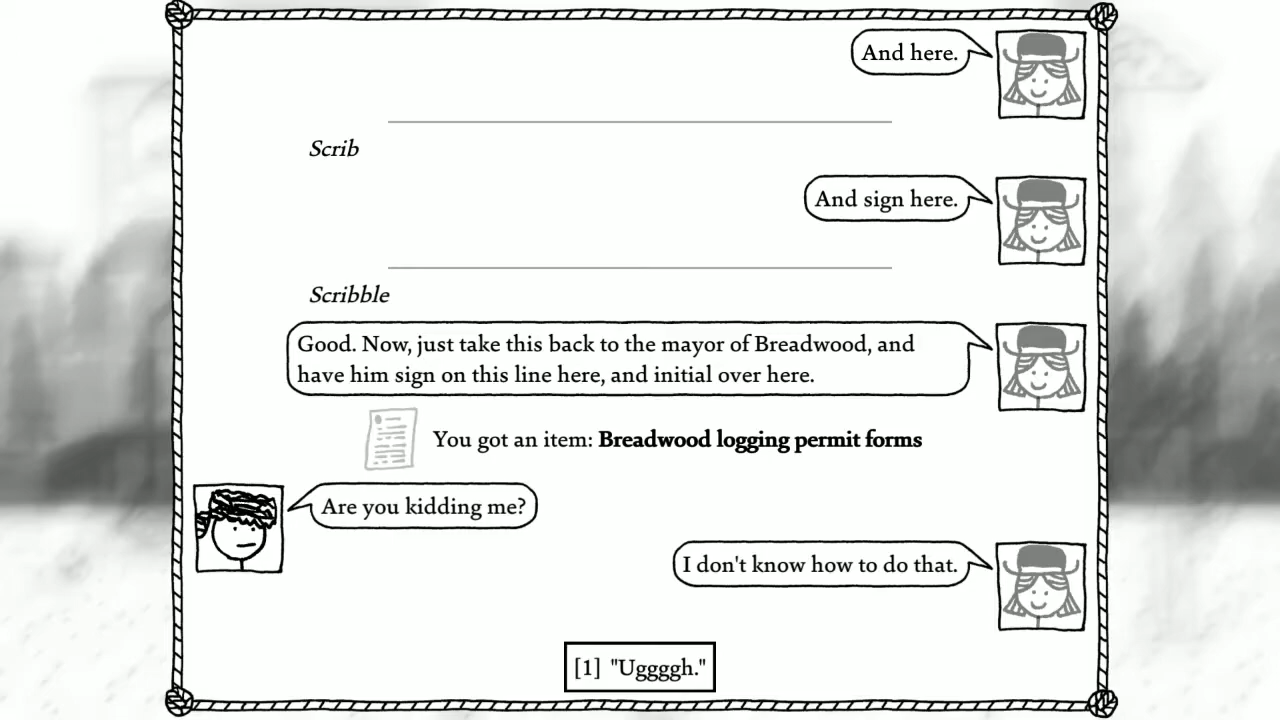 And here.
Scrib
And sign here.
Scribble
Good. Now, just take this back to the mayor of Breadwood, and
have him sign on this line here, and initial over here.
You got an item: Breadwood logging permit forms
Are you kidding me?
I don't know how to do that.
[1] "Uggggh."